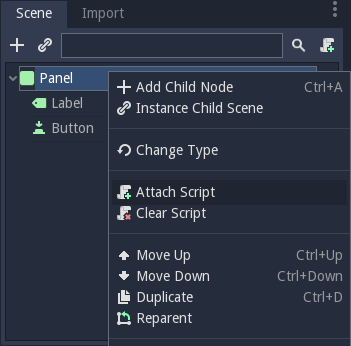 Scene Import
Panel
Label
Button
Add Child Node Ctrl+A
Instance Child Scene
Change Type
Attach Script
Clear Script
Move Up Ctrl+Up
Move Down Ctrl+Down
Duplicate Ctrl+D
Reparent